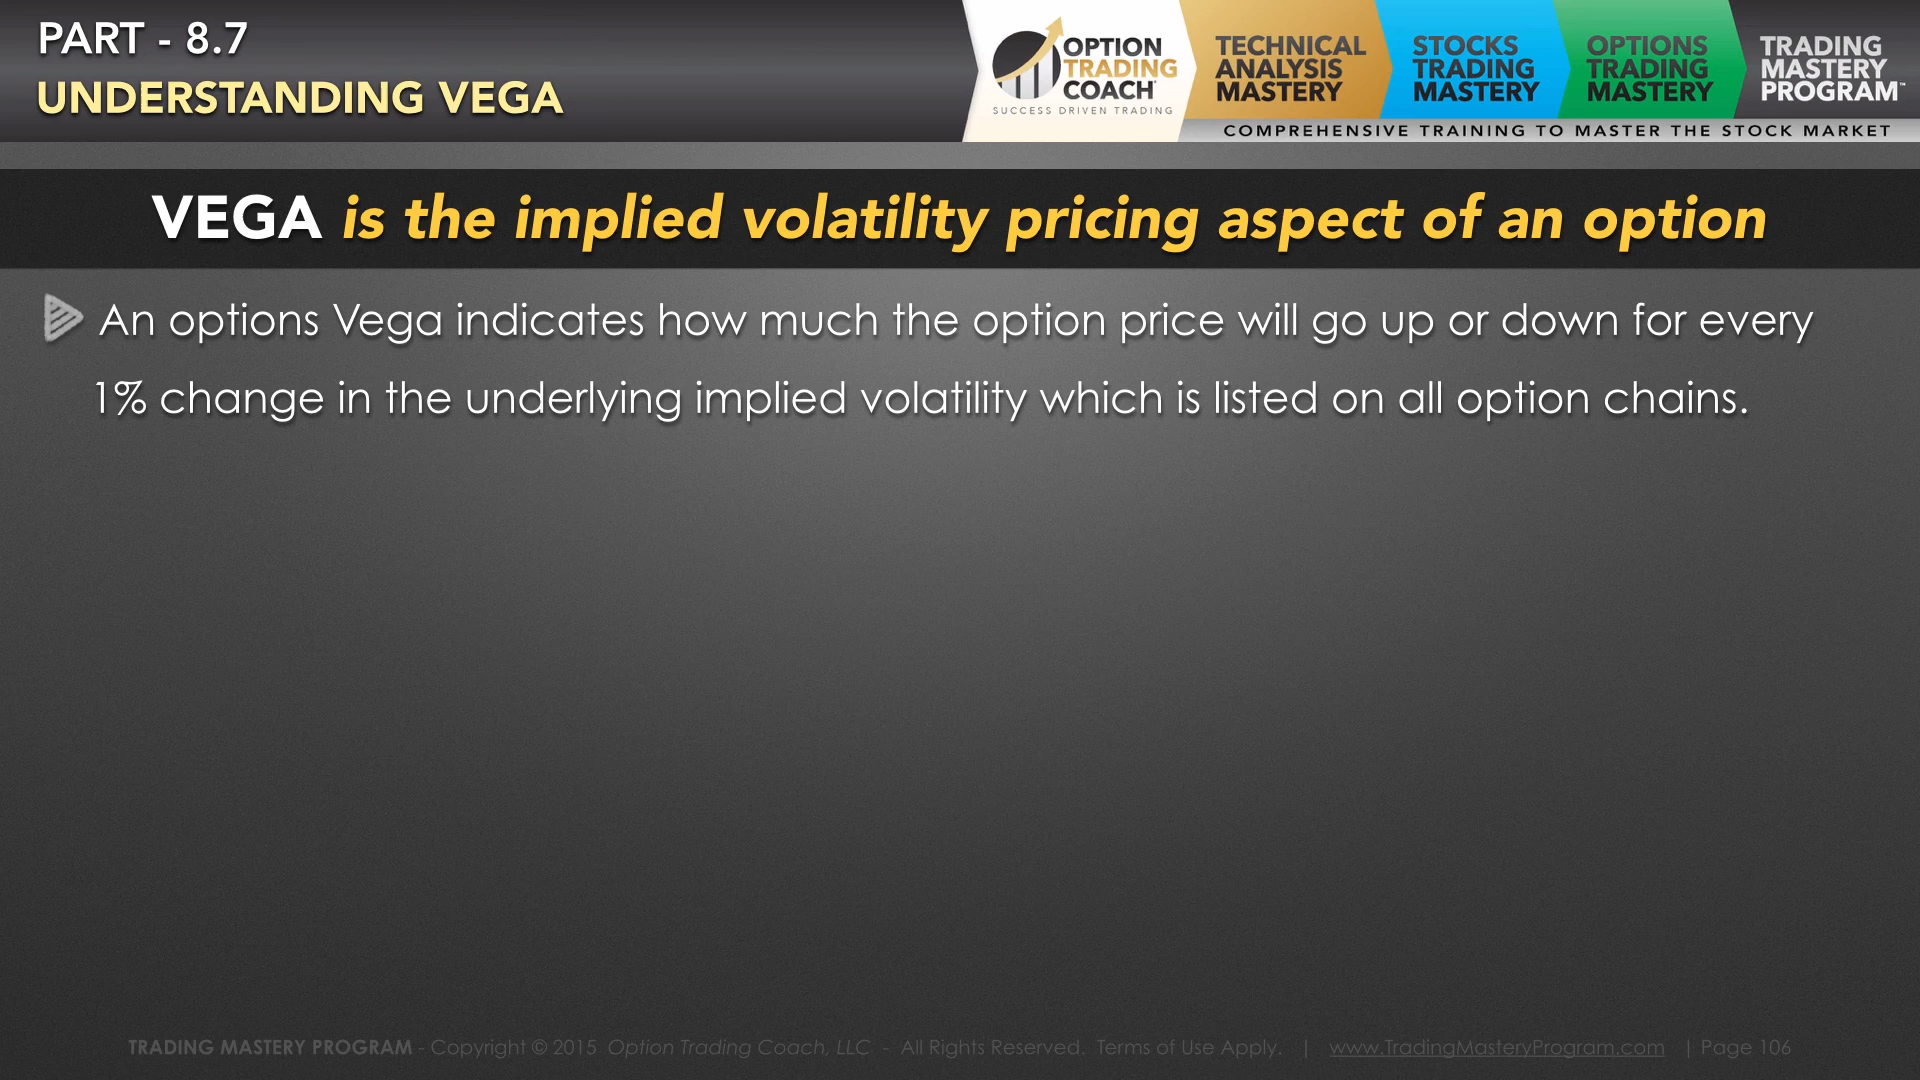 PART - 8.7
UNDERSTANDING VEGA
OPTION
TRADING
COACH
SUCCESS DRIVEN TRADING
TECHNICAL
ANALYSIS
MASTERY
STOCKS
TRADING
MASTERY
OPTIONS
TRADING
MASTERY
TRADING
MASTERY
PROGRAM™
COMPREHENSIVE TRAINING TO MASTER THE STOCK MARKET
VEGA is the implied volatility pricing aspect of an option
An options Vega indicates how much the option price will go up or down for every
1% change in the underlying implied volatility which is listed on all option chains.
TRADING MASTERY PROGRAM - Copyright © 2015 Option Trading Coach, LLC - All Rights Reserved. Terms of Use Apply. | www.TradingMasteryProgram.com | Page 106